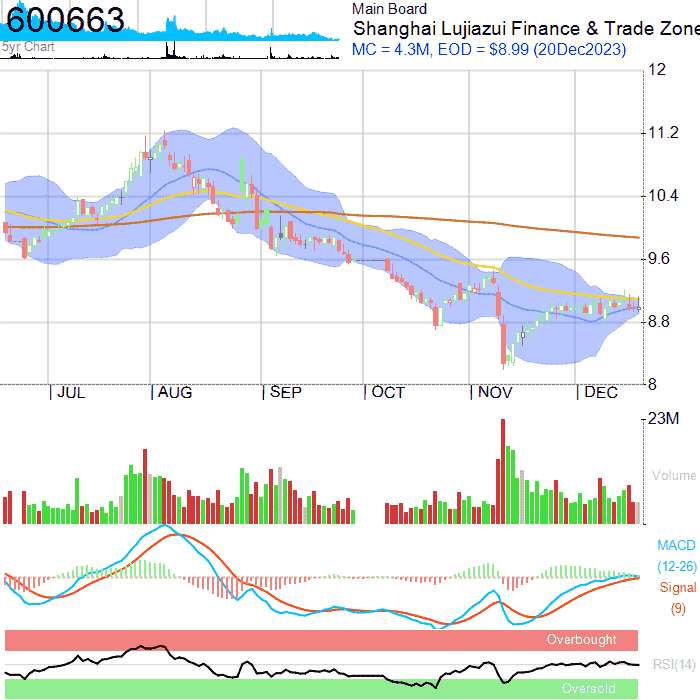 600663
5yr Chart
Main Board
Shanghai Lujiazui Finance & Trade Zone
MC = 4.3M, EOD = $8.99 (20Dec2023)
12
11.2
10.4
9.6
8.8
8
JUL
AUG
SEP
OCT
NOV
DEC
23M
Volume
MACD
(12-26)
Signal
(9)
Overbought
RSI(14)
Oversold